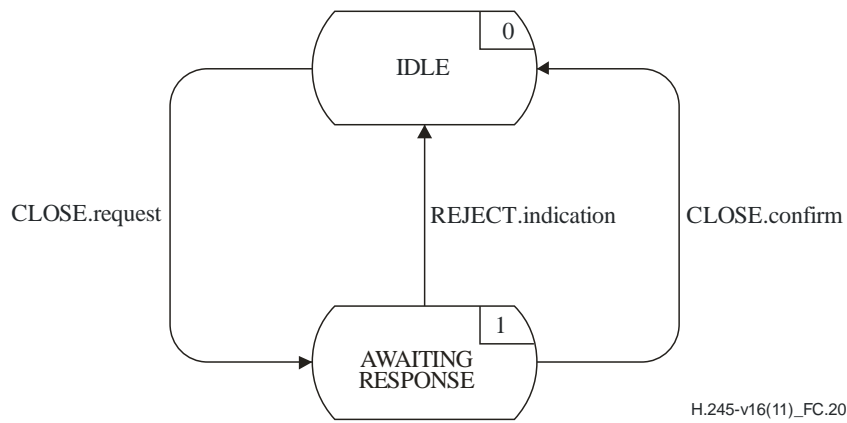 0
IDLE
CLOSE.request
REJECT.indication
CLOSE.confirm
1
AWAITING
RESPONSE
H.245-v16(11)_FC.20